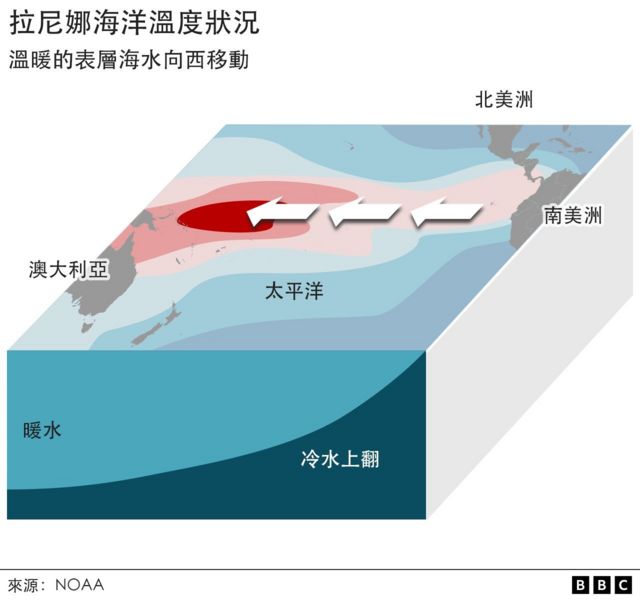 拉尼娜海洋溫度狀況
溫暖的表層海水向西移動
北美洲
南美洲
澳大利亞
太平洋
暖水
冷水上翻
來源：NOAA
BBC